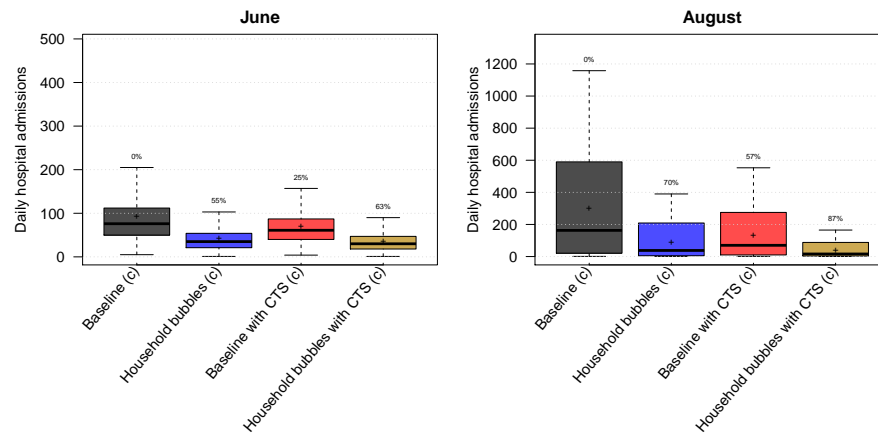 June
Daily hospital admissions
500
400
300
200
100
0
0%
55%
25%
63%
Baseline (c)
Household bubbles (c)
Baseline with CTS (c)
Household bubbles with CTS (c)
August
Daily hospital admissions
1200
1000
800
600
400
200
0
0%
70%
57%
87%
Baseline (c)
Household bubbles (c)
Baseline with CTS (c)
Household bubbles with CTS (c)